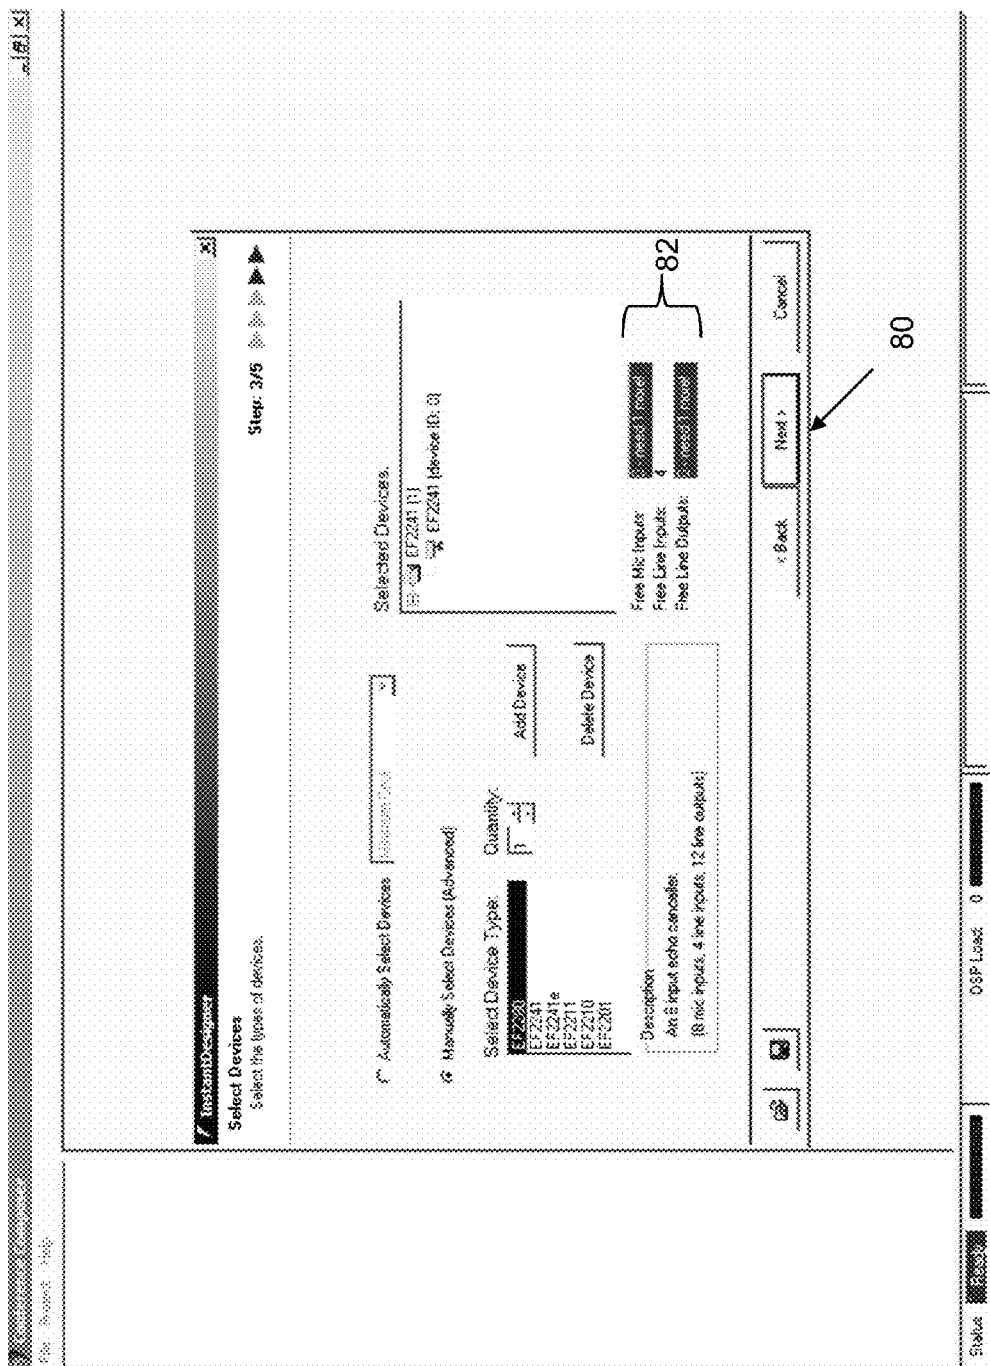 File Project Help
InstantDesigner
Select Devices
Select the types of devices.
Step: 3/5
Automatically Select Devices
Manually Select Devices (Advanced)
Select Device Type:
Quantity:
EF2280
EF2241
EF2241e
EF2211
EF2210
EF2201
1
Add Device
Delete Device
Description
An 8 input echo canceller.
(8 mic inputs, 4 line inputs, 12 line outputs)
Selected Devices:
EF2241 (1)
EF2241 (device ID: 0)
Free Mic Inputs:
Free Line Inputs: 4
Free Line Outputs:
82
< Back
Next >
Cancel
80
Status
DSP Load: 0